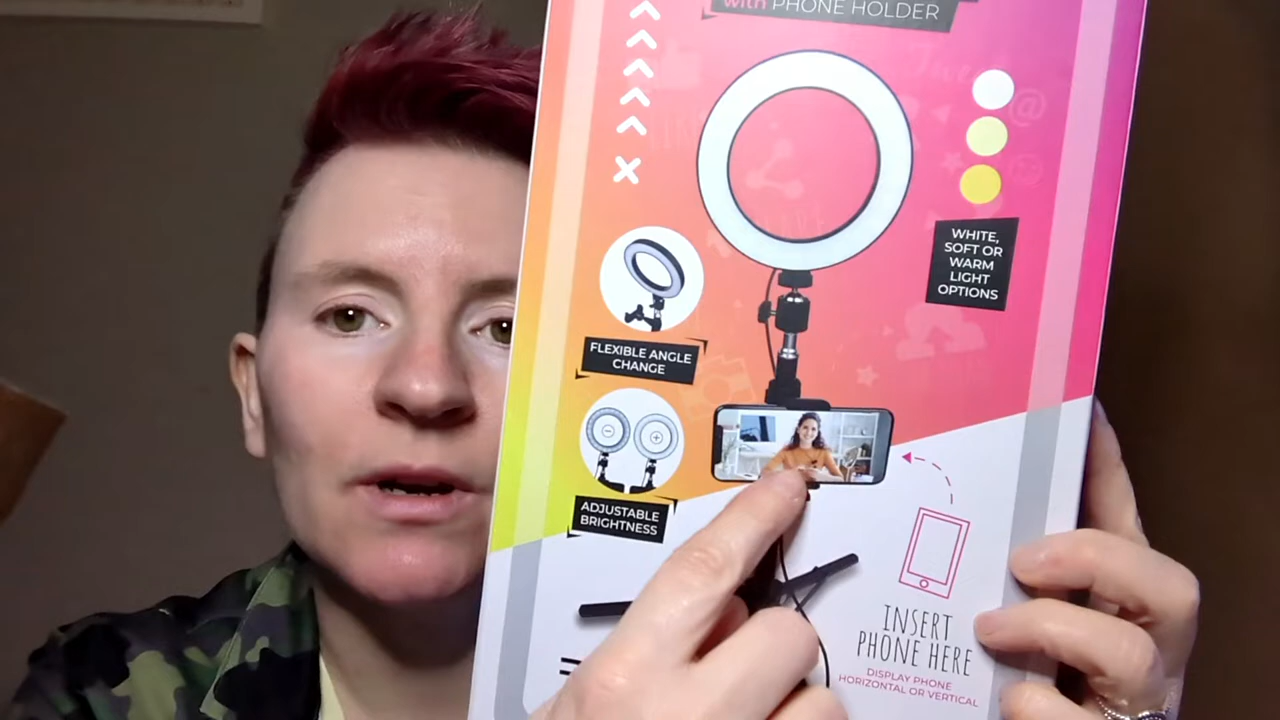 with PHONE HOLDER
WHITE,
SOFT OR
WARM
LIGHT
OPTIONS
FLEXIBLE ANGLE
CHANGE
ADJUSTABLE
BRIGHTNESS
INSERT
PHONE HERE
DISPLAY PHONE
HORIZONTAL OR VERTICAL